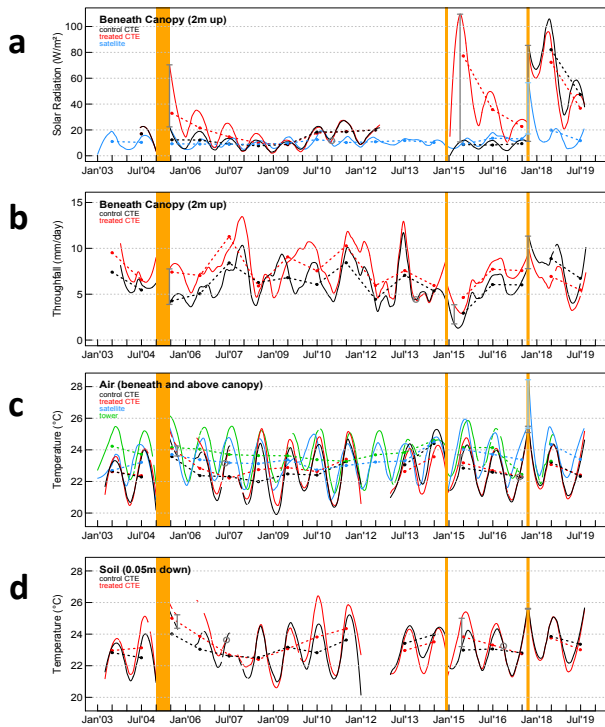 a
Beneath Canopy (2m up)
control CTE
treated CTE
satellite
Solar Radiation (W/m²)
100
80
60
40
20
0
Jan'03 Jul'04 Jan'06 Jul'07 Jan'09 Jul'10 Jan'12 Jul'13 Jan'15 Jul'16 Jan'18 Jul'19
b
Beneath Canopy (2m up)
control CTE
treated CTE
Throughfall (mm/day)
15
10
5
0
Jan'03 Jul'04 Jan'06 Jul'07 Jan'09 Jul'10 Jan'12 Jul'13 Jan'15 Jul'16 Jan'18 Jul'19
c
Air (beneath and above canopy)
control CTE
treated CTE
satellite
tower
Temperature (°C)
28
26
24
22
20
Jan'03 Jul'04 Jan'06 Jul'07 Jan'09 Jul'10 Jan'12 Jul'13 Jan'15 Jul'16 Jan'18 Jul'19
d
Soil (0.05m down)
control CTE
treated CTE
Temperature (°C)
28
26
24
22
20
Jan'03 Jul'04 Jan'06 Jul'07 Jan'09 Jul'10 Jan'12 Jul'13 Jan'15 Jul'16 Jan'18 Jul'19